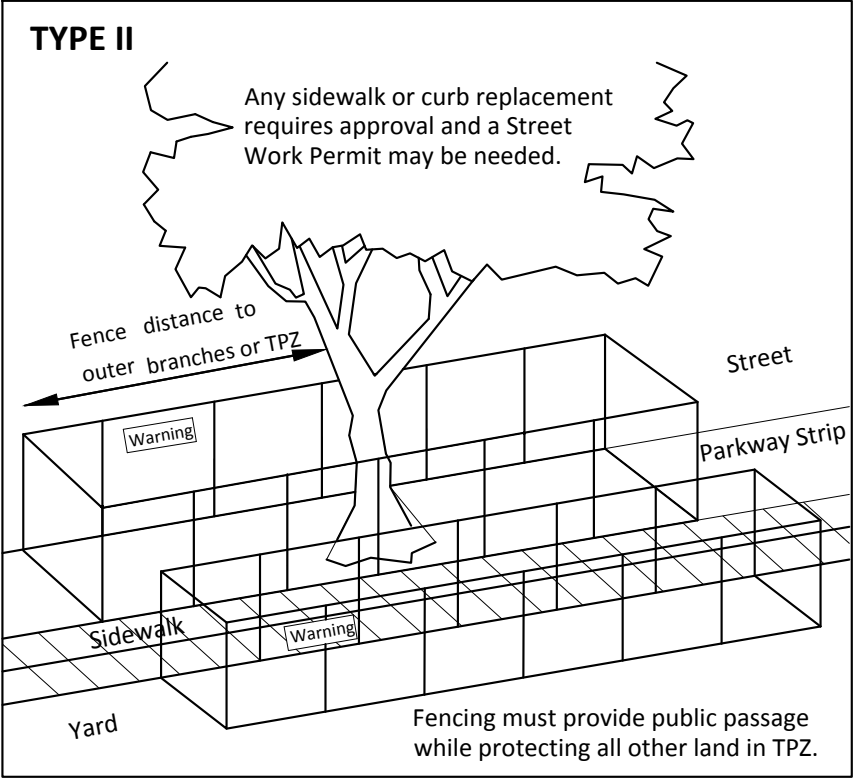 TYPE II
Any sidewalk or curb replacement
requires approval and a Street
Work Permit may be needed.
Fence distance to
outer branches or TPZ
Street
Warning
Parkway Strip
Sidewalk
Warning
Yard
Fencing must provide public passage
while protecting all other land in TPZ.